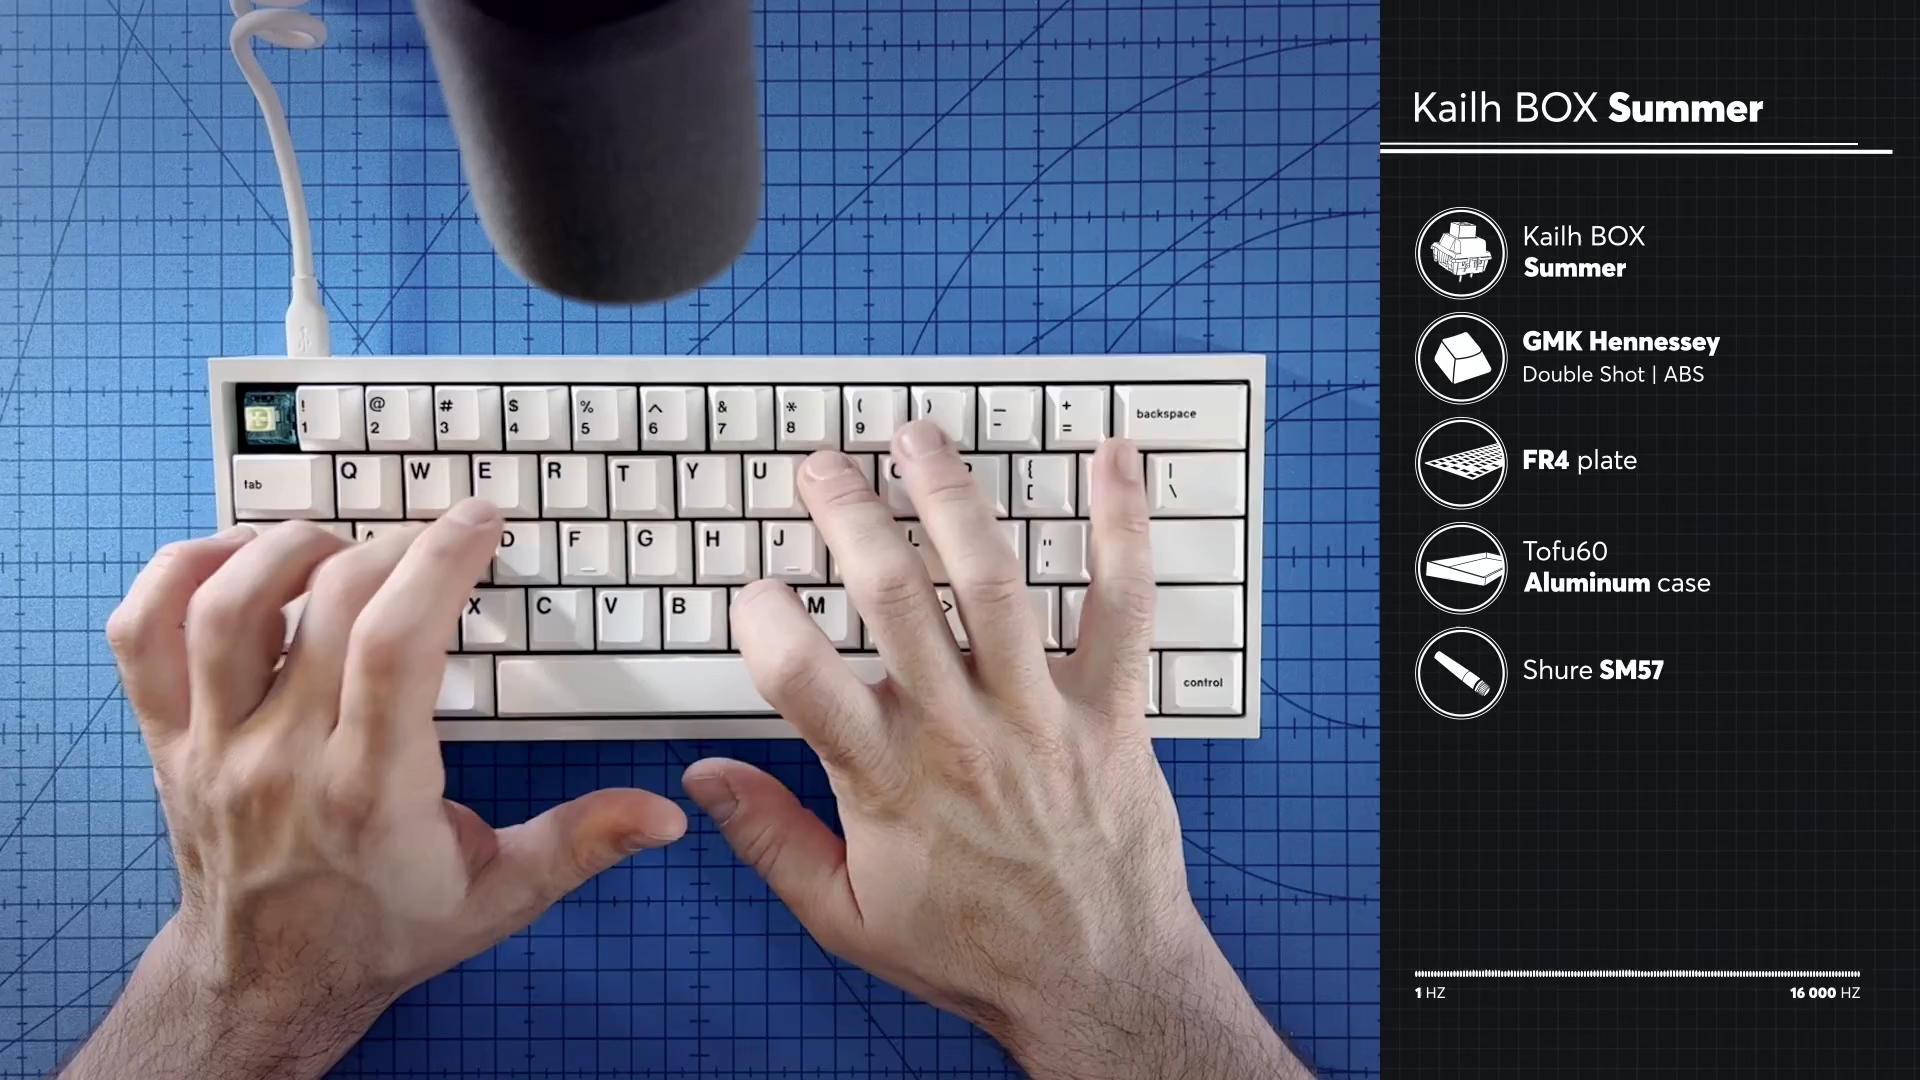 Kailh BOX Summer
Kailh BOX
Summer
GMK Hennessey
Double Shot | ABS
FR4 plate
Tofu60
Aluminum case
Shure SM57
1 HZ
16 000 HZ
! @ # $ % ^ & * ( ) — +
1 2 3 4 5 6 7 8 9 - = backspace
tab Q W E R T Y U { |
[ \
D F G H J L "
'
X C V B M >
control